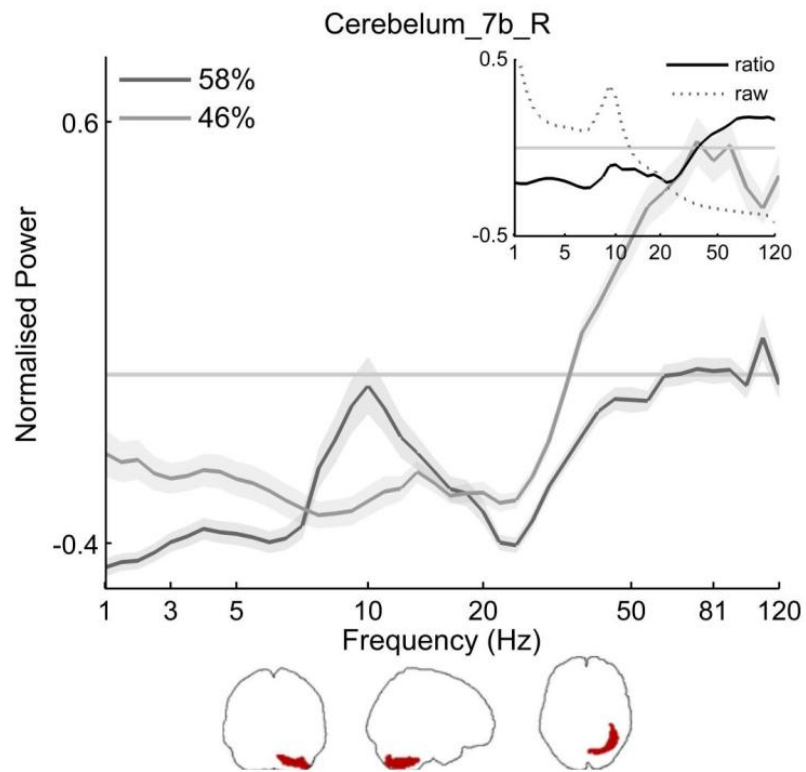 Cerebelum_7b_R
58%
46%
0.6
-0.4
Normalised Power
1 3 5 10 20 50 81 120
Frequency (Hz)
0.5
-0.5
ratio
raw
1 5 10 20 50 120